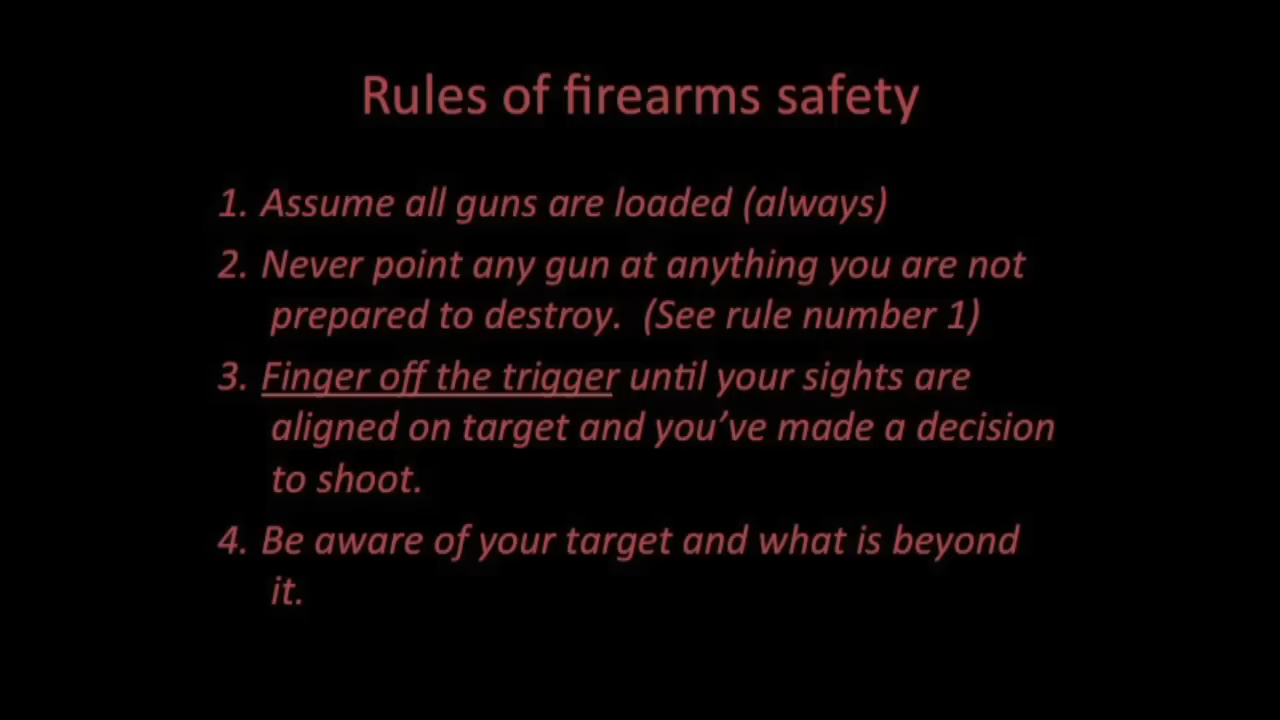 Rules of firearms safety
1. Assume all guns are loaded (always)
2. Never point any gun at anything you are not
prepared to destroy.  (See rule number 1)
3. Finger off the trigger until your sights are
aligned on target and you’ve made a decision
to shoot.
4. Be aware of your target and what is beyond
it.